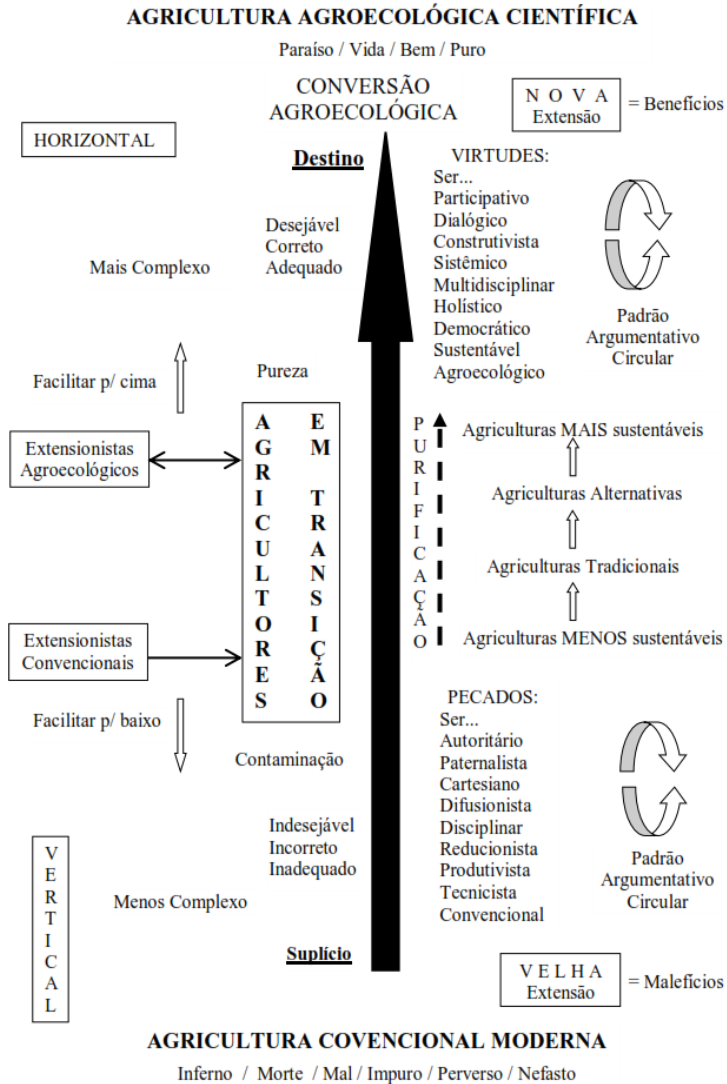 AGRICULTURA AGROECOLÓGICA CIENTÍFICA
Paraíso / Vida / Bem / Puro
CONVERSÃO
AGROECOLÓGICA
N O V A
Extensão
= Benefícios
HORIZONTAL
Destino
VIRTUDES:
Ser...
Participativo
Dialógico
Construtivista
Sistêmico
Multidisciplinar
Holístico
Democrático
Sustentável
Agroecológico
Padrão
Argumentativo
Circular
Desejável
Correto
Adequado
Mais Complexo
Facilitar p/ cima
Pureza
Extensionistas
Agroecológicos
AGRICULTORES
EM TRANSIÇÃO
PURIFICAÇÃO
Agriculturas MAIS sustentáveis
Agriculturas Alternativas
Agriculturas Tradicionais
Agriculturas MENOS sustentáveis
Extensionistas
Convencionais
Facilitar p/ baixo
Contaminação
PECADOS:
Ser...
Autoritário
Paternalista
Cartesiano
Difusionista
Disciplinar
Reducionista
Produtivista
Tecnicista
Convencional
Padrão
Argumentativo
Circular
Indesejável
Incorreto
Inadequado
VERTICAL
Menos Complexo
Suplício
V E L H A
Extensão
= Malefícios
AGRICULTURA COVENCIONAL MODERNA
Inferno / Morte / Mal / Impuro / Perverso / Nefasto